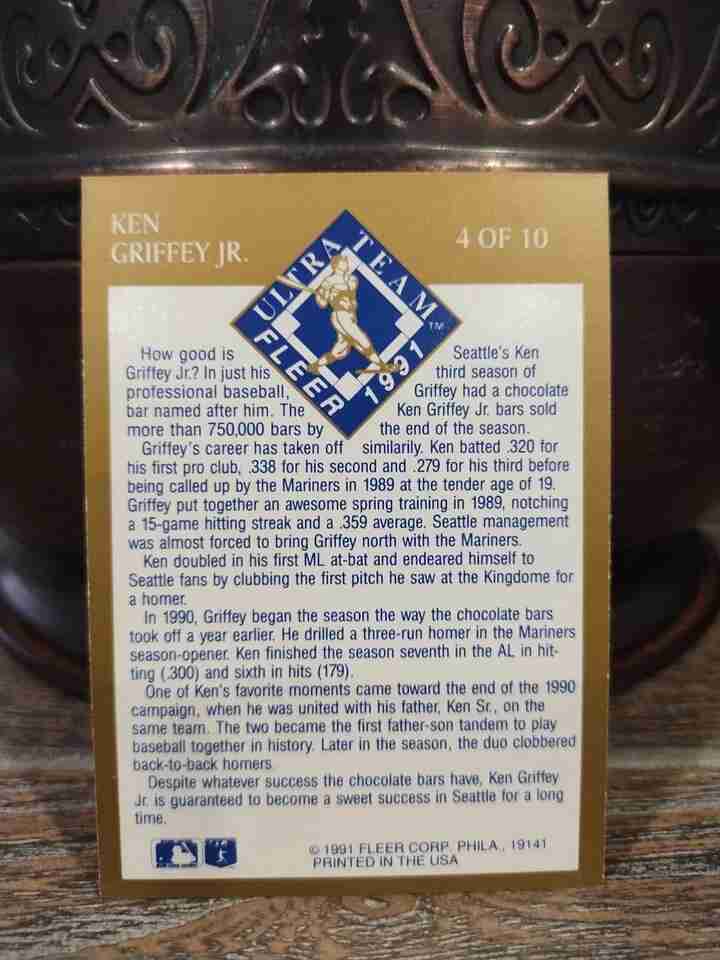 KEN
GRIFFEY JR.
4 OF 10
ULTRA TEAM™
FLEER 1991
How good is Seattle's Ken
Griffey Jr.? In just his third season of
professional baseball, Griffey had a chocolate
bar named after him. The Ken Griffey Jr. bars sold
more than 750,000 bars by the end of the season.
Griffey's career has taken off similarily. Ken batted .320 for
his first pro club, .338 for his second and .279 for his third before
being called up by the Mariners in 1989 at the tender age of 19.
Griffey put together an awesome spring training in 1989, notching
a 15-game hitting streak and a .359 average. Seattle management
was almost forced to bring Griffey north with the Mariners.
Ken doubled in his first ML at-bat and endeared himself to
Seattle fans by clubbing the first pitch he saw at the Kingdome for
a homer.
In 1990, Griffey began the season the way the chocolate bars
took off a year earlier. He drilled a three-run homer in the Mariners
season-opener. Ken finished the season seventh in the AL in hit-
ting (.300) and sixth in hits (179).
One of Ken's favorite moments came toward the end of the 1990
campaign, when he was united with his father, Ken Sr., on the
same team. The two became the first father-son tandem to play
baseball together in history. Later in the season, the duo clobbered
back-to-back homers.
Despite whatever success the chocolate bars have, Ken Griffey
Jr. is guaranteed to become a sweet success in Seattle for a long
time.
© 1991 FLEER CORP. PHILA., 19141
PRINTED IN THE USA